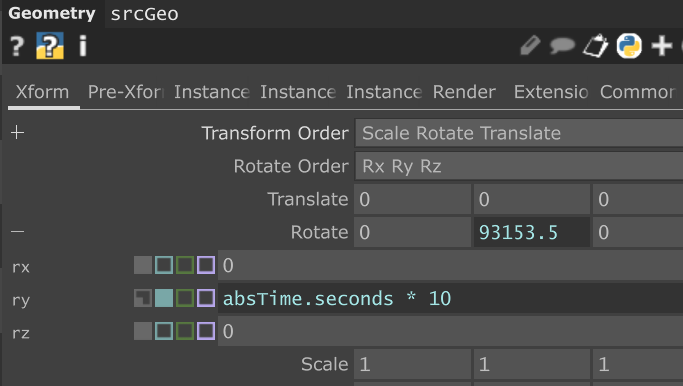 Geometry srcGeo
? ? i
Xform Pre-Xfor Instance Instance Instance Render Extensio Common
+ Transform Order Scale Rotate Translate
Rotate Order Rx Ry Rz
Translate 0 0 0
— Rotate 0 93153.5 0
rx 0
ry absTime.seconds * 10
rz 0
Scale 1 1 1